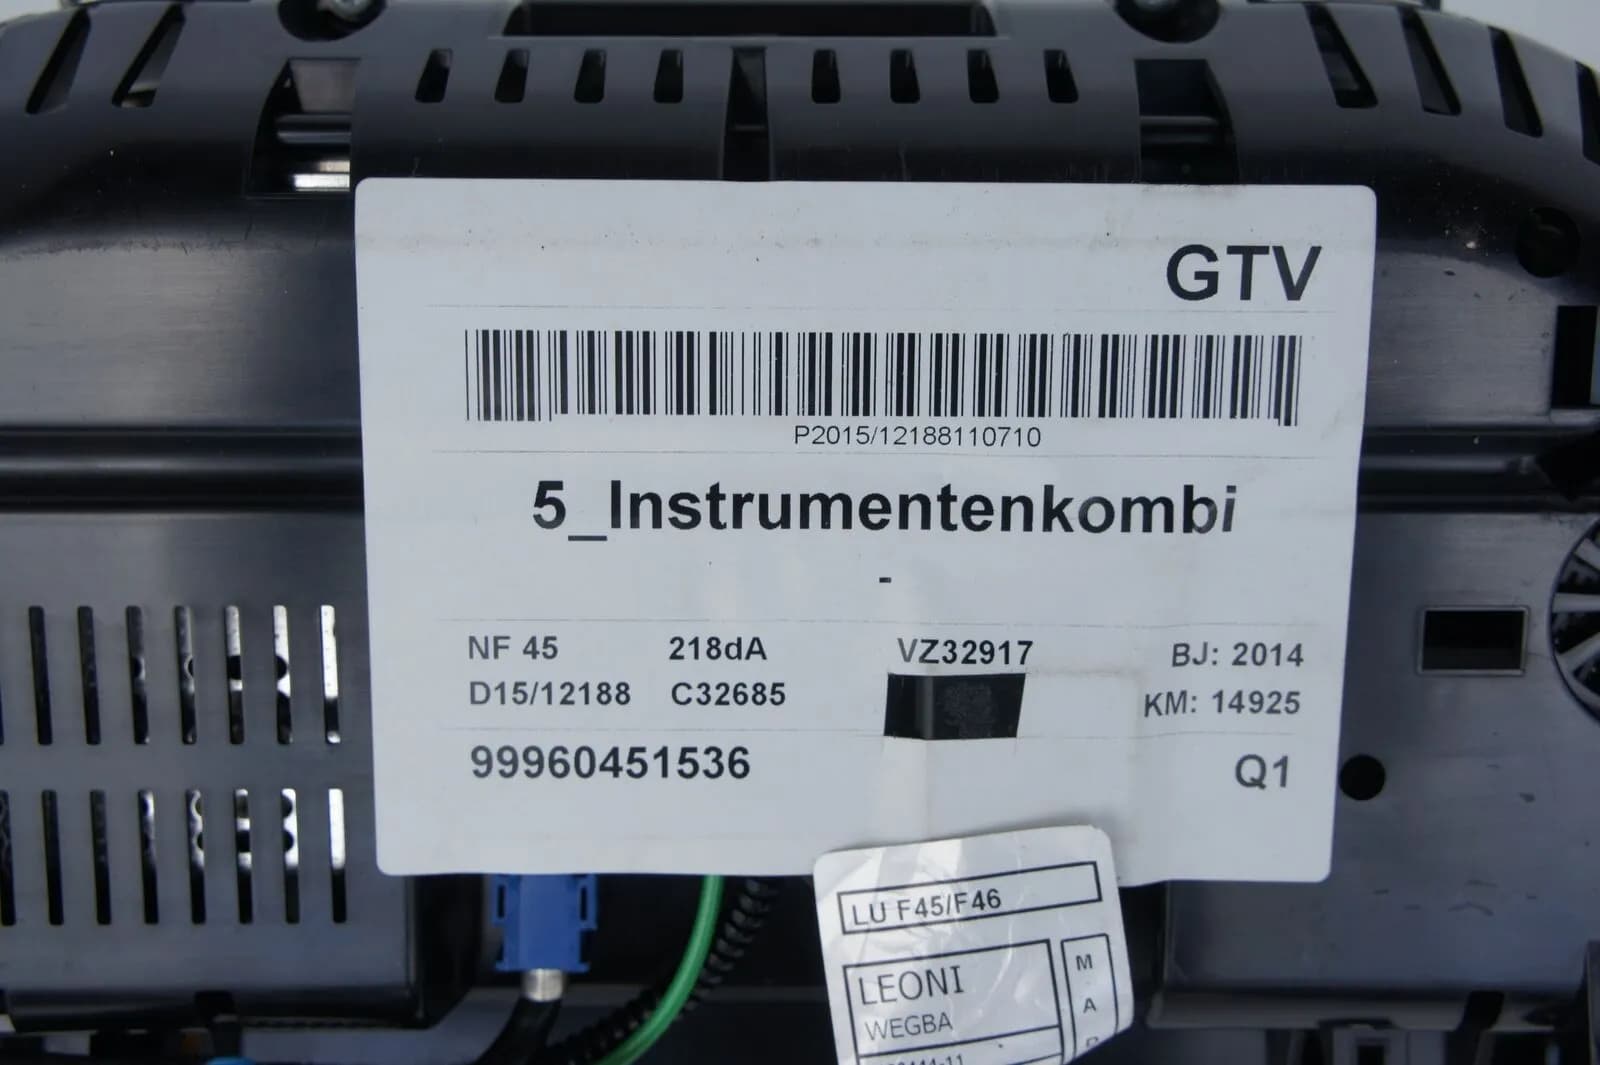 GTV
P2015/12188110710
5_Instrumentenkombi
-
NF 45 218dA VZ32917 BJ: 2014
D15/12188 C32685 KM: 14925
99960451536 Q1
LU F45/F46
LEONI MA
WEGBA